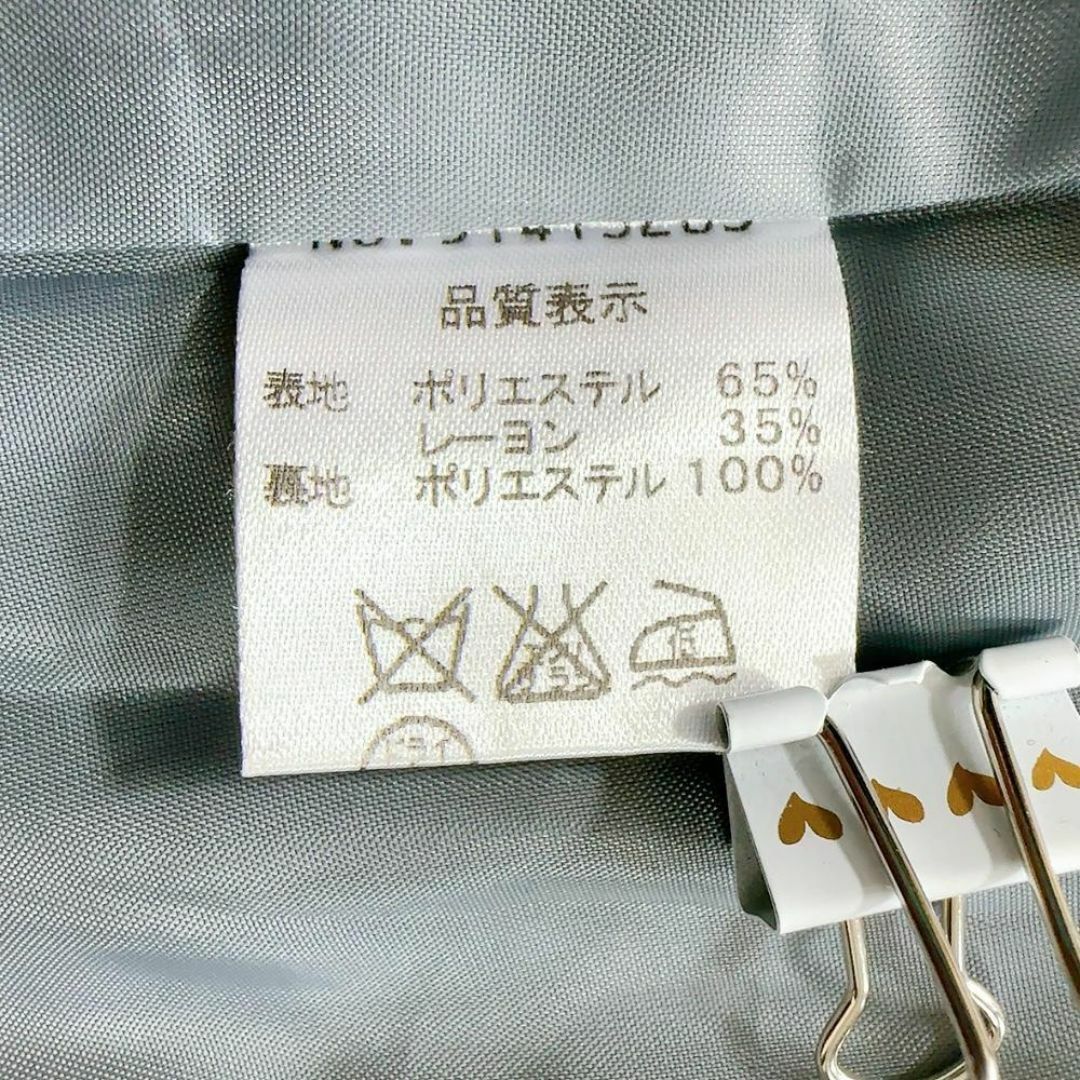 品質表示
表地 ポリエステル 65%
レーヨン 35%
裏地 ポリエステル 100%